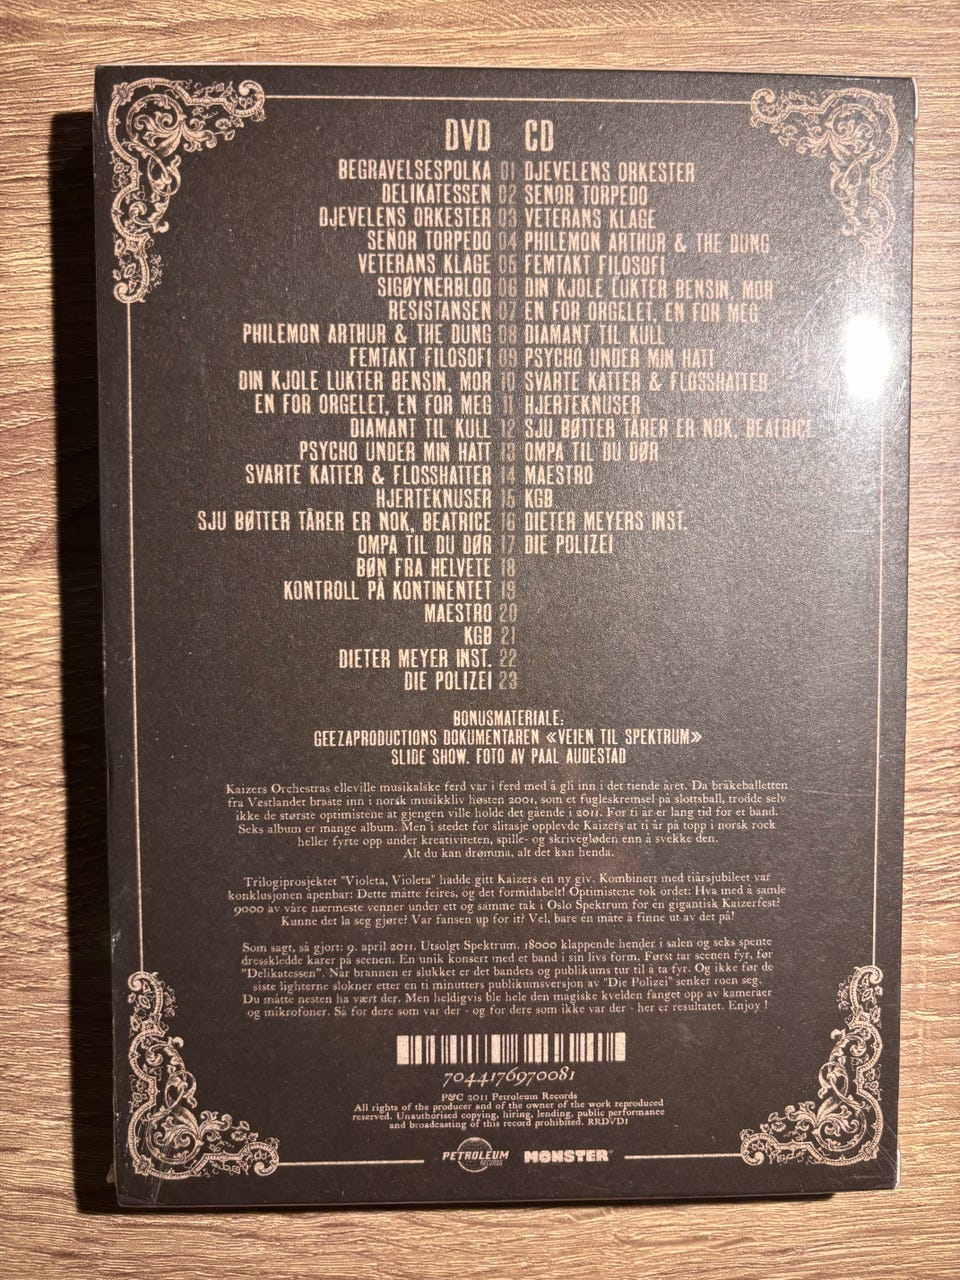 DVD CD
BEGRAVELSESPOLKA 01 DJEVELENS ORKESTER
DELIKATESSEN 02 SENOR TORPEDO
DJEVELENS ORKESTER 03 VETERANS KLAGE
SEÑOR TORPEDO 04 PHILEMON ARTHUR & THE DUNG
VETERANS KLAGE 05 FEMTAKT FILOSOFI
SIGØYNERBLOD 06 DIN KJOLE LUKTER BENSIN, MOR
RESISTANSEN 07 EN FOR ORGELET, EN FOR MEG
PHILEMON ARTHUR & THE DUNG 08 DIAMANT TIL KULL
FEMTAKT FILOSOFI 09 PSYCHO UNDER MIN HATT
DIN KJOLE LUKTER BENSIN, MOR 10 SVARTE KATTER & FLOSSHATTER
EN FOR ORGELET, EN FOR MEG 11 HJERTEKNUSER
DIAMANT TIL KULL 12 SJU BØTTER TÅRER ER NOK, BEATRICE
PSYCHO UNDER MIN HATT 13 OMPA TIL DU DØR
SVARTE KATTER & FLOSSHATTER 14 MAESTRO
HJERTEKNUSER 15 KGB
SJU BØTTER TÅRER ER NOK, BEATRICE 16 DIETER MEYERS INST.
OMPA TIL DU DØR 17 DIE POLIZEI
BØN FRA HELVETE 18
KONTROLL PÅ KONTINENTET 19
MAESTRO 20
KGB 21
DIETER MEYER INST. 22
DIE POLIZEI 23
BONUSMATERIALE:
GEEZAPRODUCTIONS DOKUMENTAREN «VEIEN TIL SPEKTRUM»
SLIDE SHOW. FOTO AV PAAL AUDESTAD
Kaizers Orchestras elleville musikalske ferd var i ferd med å gli inn i det tiende året. Da bråkeballetten
fra Vestlandet braste inn i norsk musikkliv høsten 2001, som et fugleskremsel på slottsball, trodde selv
ikke de største optimistene at gjengen ville holde det gående i 2011. For ti år er lang tid for et band.
Seks album er mange album. Men i stedet for slitasje opplevde Kaizers at ti år på topp i norsk rock
heller fyrte opp under kreativiteten, spille- og skrivegløden enn å svekke den.
Alt du kan drømma, alt det kan henda.
Trilogiprosjektet "Violeta, Violeta" hadde gitt Kaizers en ny giv. Kombinert med tiårsjubileet var
konklusjonen åpenbar: Dette måtte feires, og det formidabelt! Optimistene tok ordet: Hva med å samle
9000 av våre nærmeste venner under ett og samme tak i Oslo Spektrum for en gigantisk Kaizerfest?
Kunne det la seg gjøre? Var fansen up for it? Vel, bare en måte å finne ut av det på!
Som sagt, så gjort: 9. april 2011. Utsolgt Spektrum. 18000 klappende hender i salen og seks spente
dresskledde karer på scenen. En unik konsert med et band i sin livs form. Først tar scenen fyr, før
"Delikatessen". Når brannen er slukket er det bandets og publikums tur til å ta fyr. Og ikke før de
siste lighterne slokner etter en ti minutters publikumsversjon av "Die Polizei" senker roen seg.
Du måtte nesten ha vært der. Men heldigvis ble hele den magiske kvelden fanget opp av kameraer
og mikrofoner. Så for dere som var der - og for dere som ikke var der - her er resultatet. Enjoy !
7044176970081
P&C 2011 Petroleum Records
All rights of the producer and of the owner of the work reproduced
reserved. Unauthorised copying, hiring, lending, public performance
and broadcasting of this record prohibited. RRDVD1
PETROLEUM RECORDS MONSTER